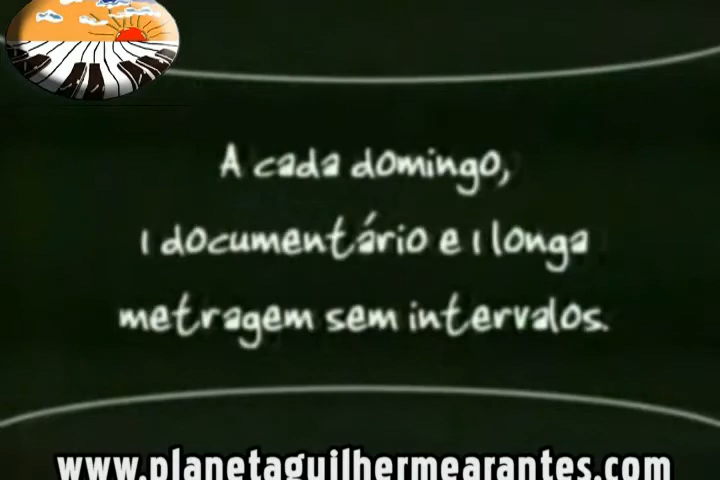 A cada domingo,
1 documentário e 1 longa
metragem sem intervalos.
www.planetaguilhermearantes.com